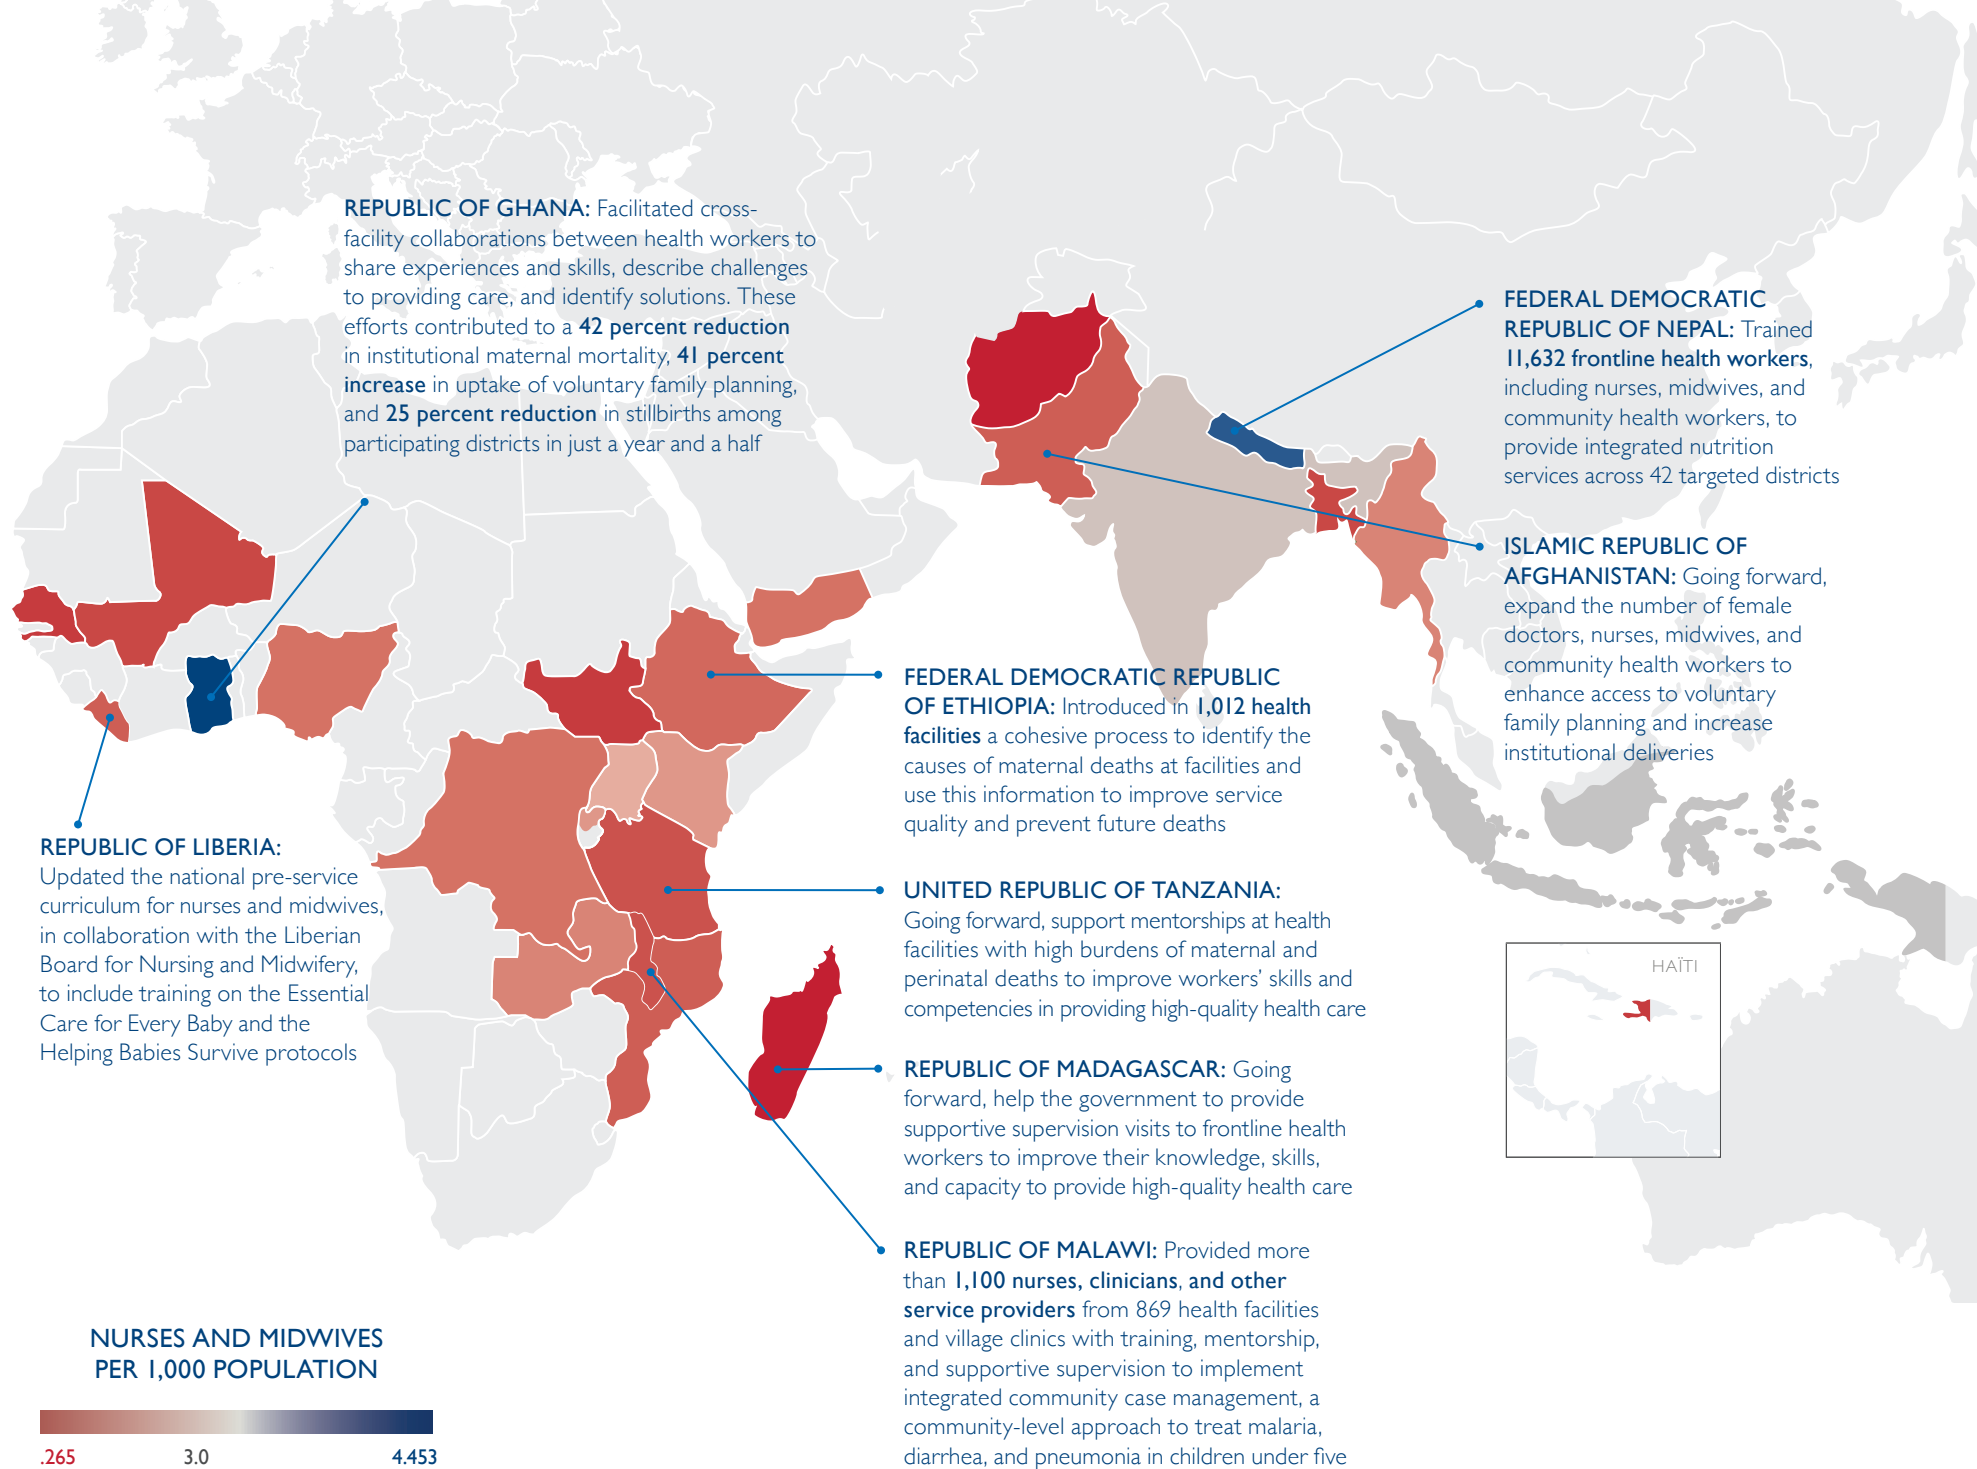 REPUBLIC OF GHANA: Facilitated cross-
facility collaborations between health workers to
share experiences and skills, describe challenges
to providing care, and identify solutions. These
efforts contributed to a 42 percent reduction
in institutional maternal mortality, 41 percent
increase in uptake of voluntary family planning,
and 25 percent reduction in stillbirths among
participating districts in just a year and a half
FEDERAL DEMOCRATIC
REPUBLIC OF NEPAL: Trained
11,632 frontline health workers,
including nurses, midwives, and
community health workers, to
provide integrated nutrition
services across 42 targeted districts
ISLAMIC REPUBLIC OF
AFGHANISTAN: Going forward,
expand the number of female
doctors, nurses, midwives, and
community health workers to
enhance access to voluntary
family planning and increase
institutional deliveries
FEDERAL DEMOCRATIC REPUBLIC
OF ETHIOPIA: Introduced in 1,012 health
facilities a cohesive process to identify the
causes of maternal deaths at facilities and
use this information to improve service
quality and prevent future deaths
REPUBLIC OF LIBERIA:
Updated the national pre-service
curriculum for nurses and midwives,
in collaboration with the Liberian
Board for Nursing and Midwifery,
to include training on the Essential
Care for Every Baby and the
Helping Babies Survive protocols
UNITED REPUBLIC OF TANZANIA:
Going forward, support mentorships at health
facilities with high burdens of maternal and
perinatal deaths to improve workers' skills and
competencies in providing high-quality health care
HAÏTI
REPUBLIC OF MADAGASCAR: Going
forward, help the government to provide
supportive supervision visits to frontline health
workers to improve their knowledge, skills,
and capacity to provide high-quality health care
REPUBLIC OF MALAWI: Provided more
than 1,100 nurses, clinicians, and other
service providers from 869 health facilities
and village clinics with training, mentorship,
and supportive supervision to implement
integrated community case management, a
community-level approach to treat malaria,
diarrhea, and pneumonia in children under five
NURSES AND MIDWIVES
PER 1,000 POPULATION
.265 3.0 4.453